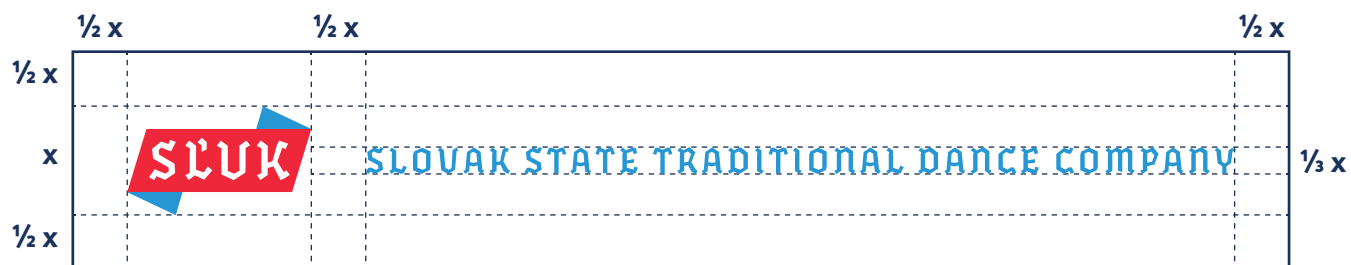 ½ x ½ x ½ x
½ x
x SĽUK SLOVAK STATE TRADITIONAL DANCE COMPANY ⅓ x
½ x